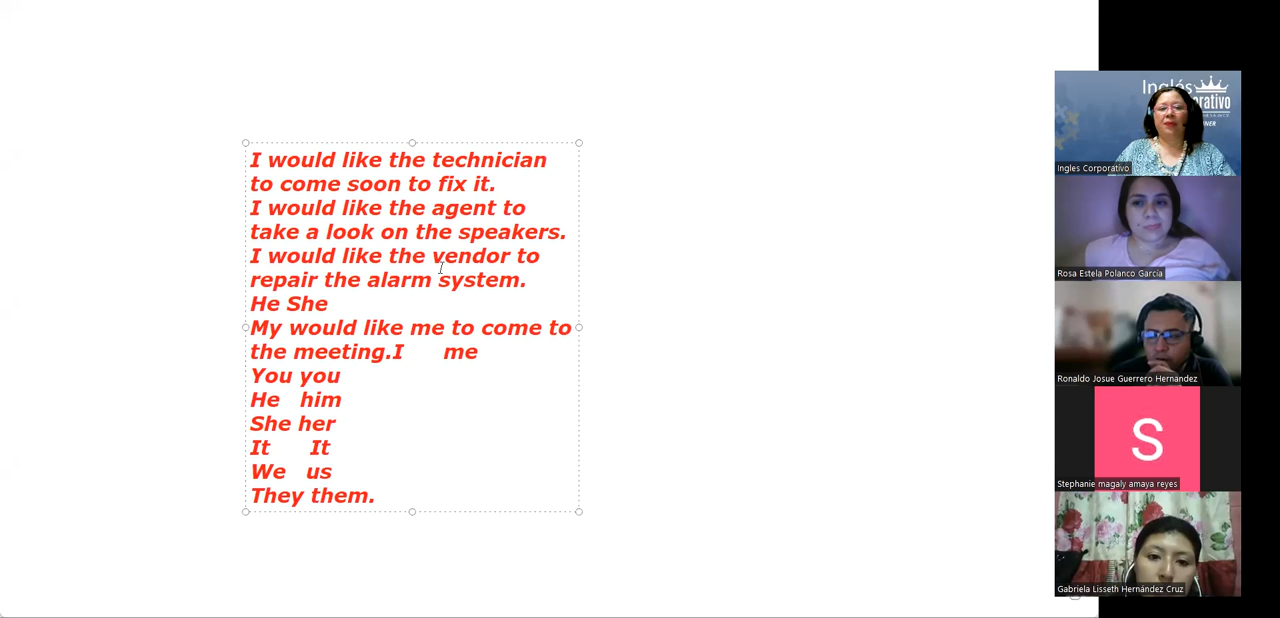 I would like the technician
to come soon to fix it.
I would like the agent to
take a look on the speakers.
I would like the vendor to
repair the alarm system.
He She
My would like me to come to
the meeting.I me
You you
He him
She her
It It
We us
They them.
Inglés
Ingles Corporativo
Rosa Estela Polanco García
Ronaldo Josue Guerrero Hernández
S
Stephanie magaly amaya reyes
Gabriela Lisseth Hernández Cruz